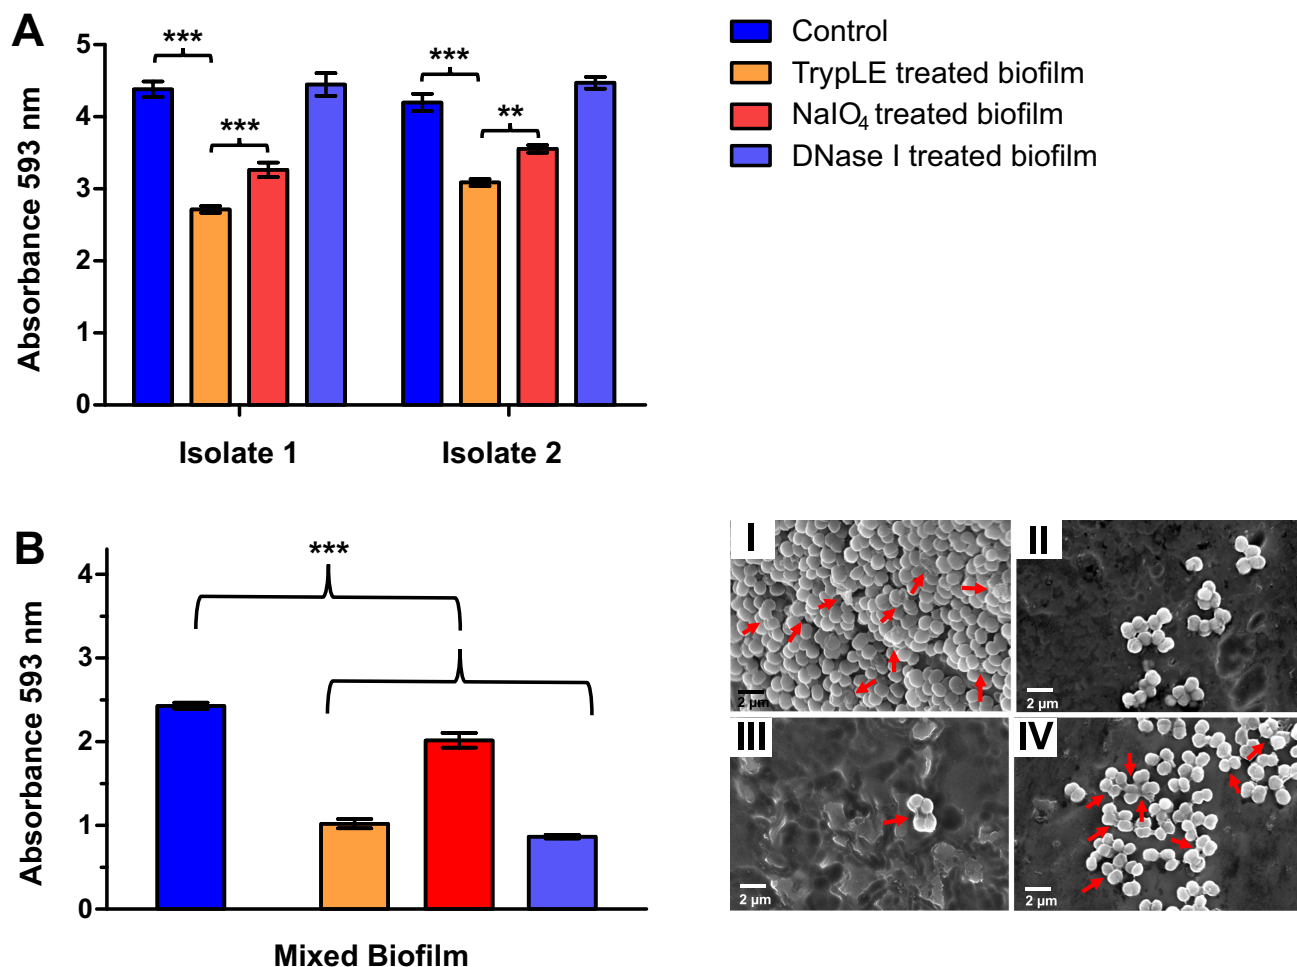 A
Absorbance 593 nm
5
4
3
2
1
0
***
***
***
**
Isolate 1
Isolate 2
Control
TrypLE treated biofilm
NaIO4 treated biofilm
DNase I treated biofilm
B
Absorbance 593 nm
4
3
2
1
0
***
Mixed Biofilm
I
2 µm
II
2 µm
III
2 µm
IV
2 µm